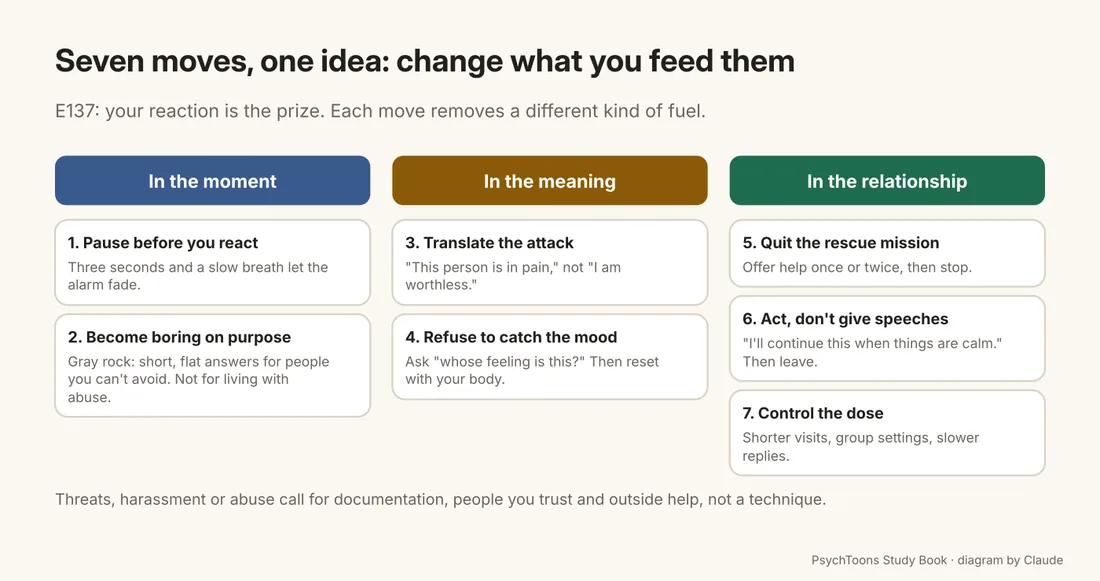 Seven moves, one idea: change what you feed them
E137: your reaction is the prize. Each move removes a different kind of fuel.
In the moment
1. Pause before you react
Three seconds and a slow breath let the
alarm fade.
2. Become boring on purpose
Gray rock: short, flat answers for people
you can't avoid. Not for living with
abuse.
In the meaning
3. Translate the attack
"This person is in pain," not "I am
worthless."
4. Refuse to catch the mood
Ask "whose feeling is this?" Then reset
with your body.
In the relationship
5. Quit the rescue mission
Offer help once or twice, then stop.
6. Act, don't give speeches
"I'll continue this when things are calm."
Then leave.
7. Control the dose
Shorter visits, group settings, slower
replies.
Threats, harassment or abuse call for documentation, people you trust and outside help, not a technique.
PsychToons Study Book · diagram by Claude